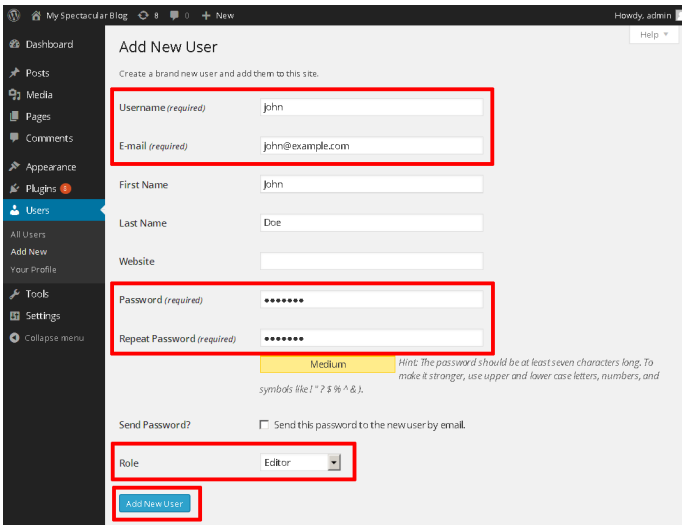 My Spectacular Blog 8 0 + New Howdy, admin
Help
Dashboard
Posts
Media
Pages
Comments
Appearance
Plugins 5
Users
All Users
Add New
Your Profile
Tools
Settings
Collapse menu
Add New User
Create a brand new user and add them to this site.
Username (required) john
E-mail (required) john@example.com
First Name John
Last Name Doe
Website
Password (required) •••••••
Repeat Password (required) •••••••
Medium
Hint: The password should be at least seven characters long. To
make it stronger, use upper and lower case letters, numbers, and
symbols like ! " ? $ % ^ & ).
Send Password? Send this password to the new user by email.
Role Editor
Add New User